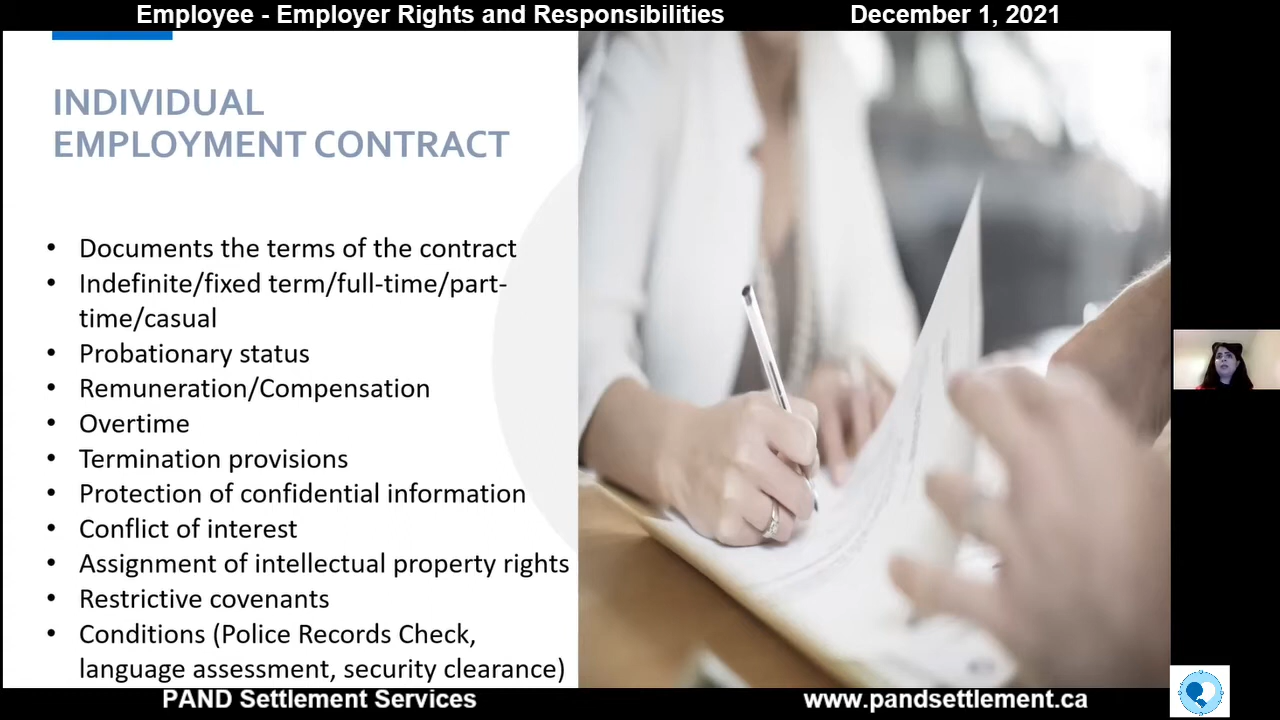 Employee - Employer Rights and Responsibilities
December 1, 2021
INDIVIDUAL
EMPLOYMENT CONTRACT
• Documents the terms of the contract
• Indefinite/fixed term/full-time/part-
time/casual
• Probationary status
• Remuneration/Compensation
• Overtime
• Termination provisions
• Protection of confidential information
• Conflict of interest
• Assignment of intellectual property rights
• Restrictive covenants
• Conditions (Police Records Check,
language assessment, security clearance)
PAND Settlement Services
www.pandsettlement.ca